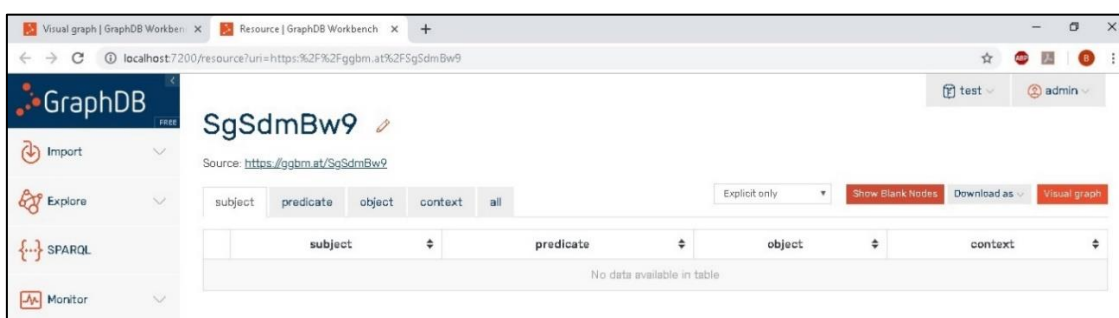 Visual graph | GraphDB Workben
Resource | GraphDB Workbench
localhost:7200/resource?uri=https:%2F%2Fggbm.at%2FSgSdmBw9
ABP
B
GraphDB
FREE
test
admin
SgSdmBw9
Source: https://ggbm.at/SgSdmBw9
Import
Explore
SPARQL
Monitor
subject predicate object context all
Explicit only
Show Blank Nodes
Download as
Visual graph
subject predicate object context
No data available in table